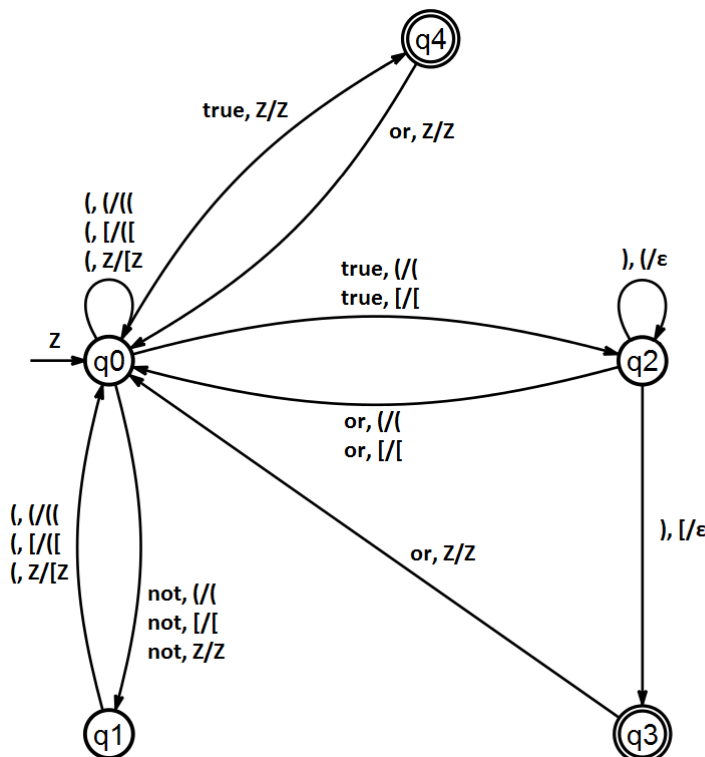 q4
true, Z/Z
or, Z/Z
(, (/((
(, [/([
(, Z/[Z
), (/ε
true, (/(
true, [/[
Z
q0
q2
or, (/(
or, [/[
(, (/((
(, [/([
(, Z/[Z
), [/ε
or, Z/Z
not, (/(
not, [/[
not, Z/Z
q1
q3